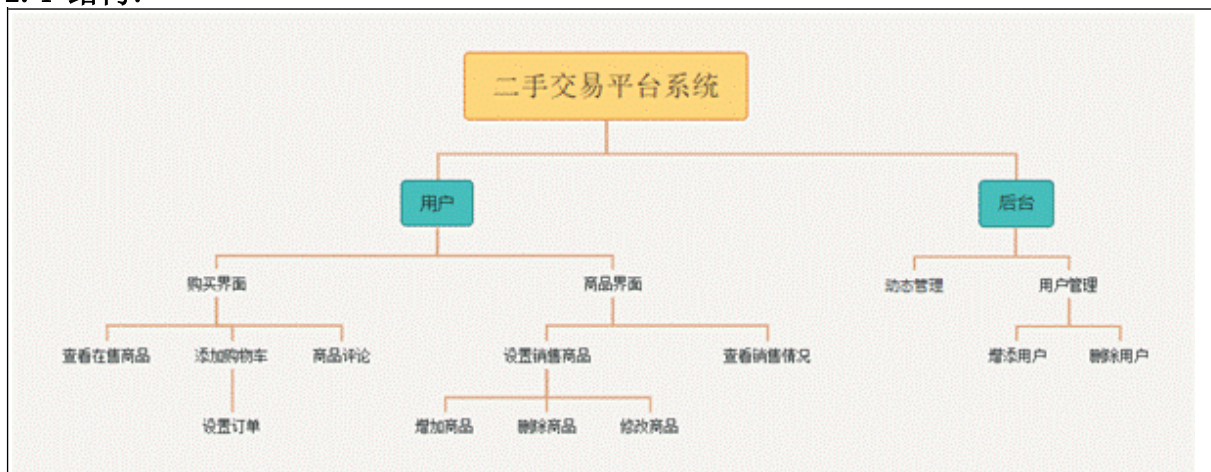 二手交易平台系统
用户
后台
购买界面
商品界面
动态管理
用户管理
查看在售商品
添加购物车
商品评论
设置销售商品
查看销售情况
增添用户
删除用户
设置订单
增加商品
删除商品
修改商品